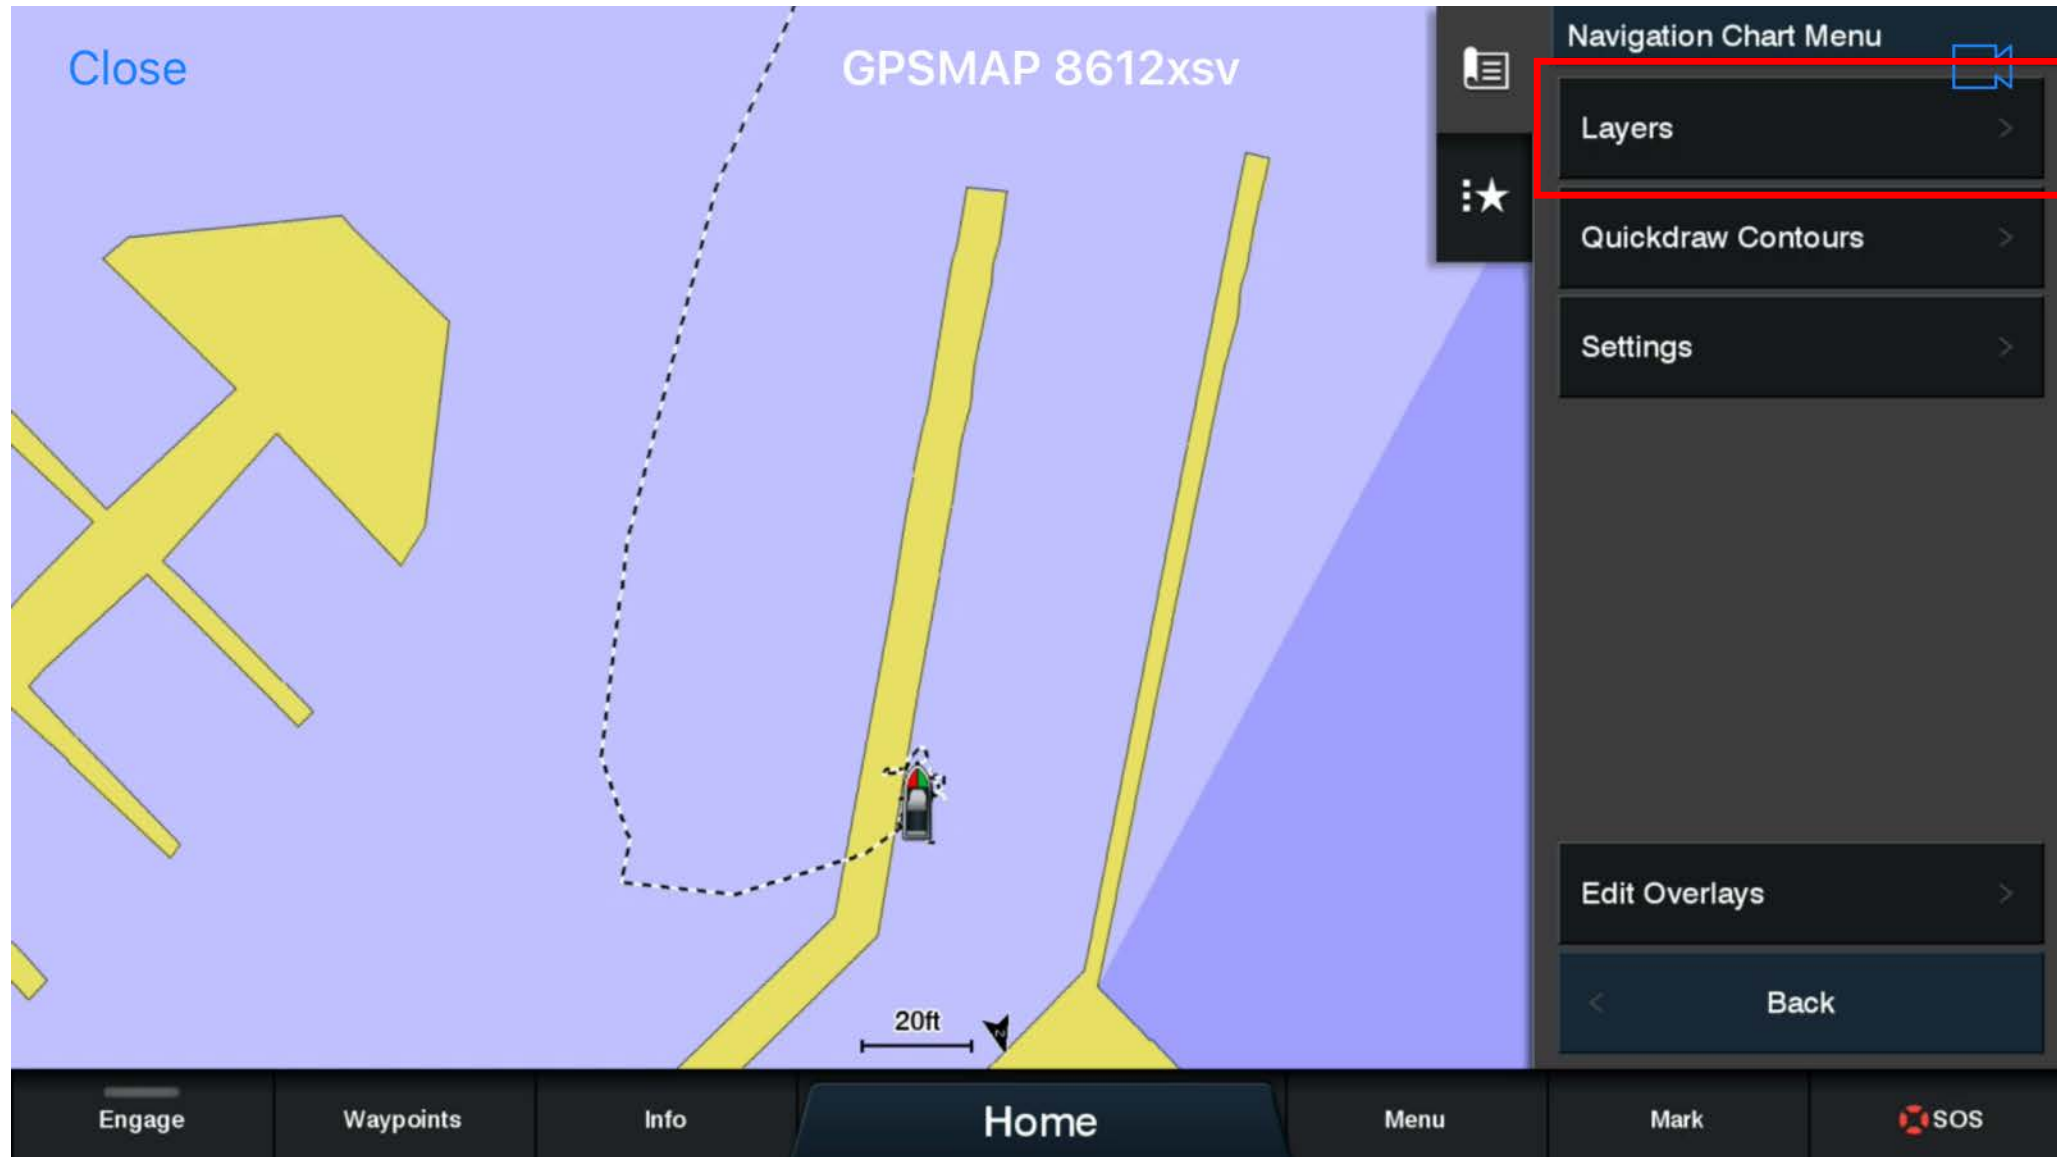 Close
GPSMAP 8612xsv
Navigation Chart Menu
Layers
Quickdraw Contours
Settings
Edit Overlays
Back
20ft
N
Engage
Waypoints
Info
Home
Menu
Mark
SOS